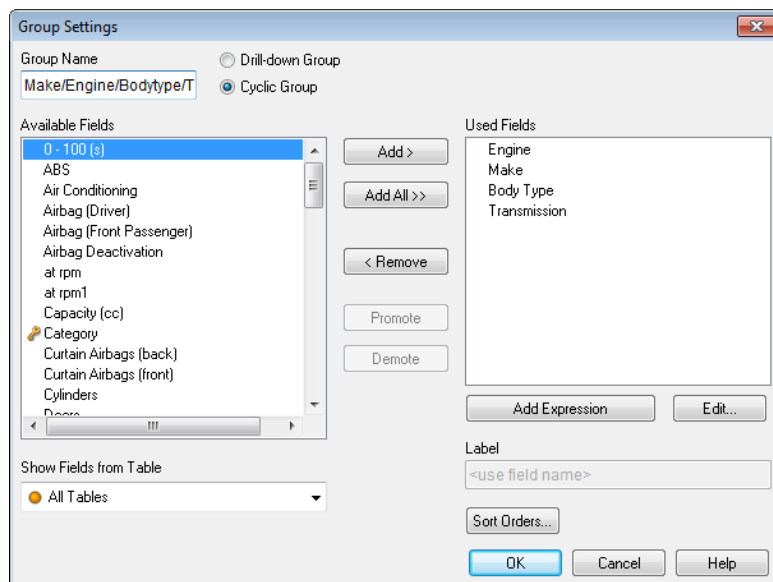 Group Settings
Group Name
Drill-down Group
Make/Engine/Bodytype/T
Cyclic Group
Available Fields
0 - 100 (s)
ABS
Air Conditioning
Airbag (Driver)
Airbag (Front Passenger)
Airbag Deactivation
at rpm
at rpm1
Capacity (cc)
Category
Curtain Airbags (back)
Curtain Airbags (front)
Cylinders
Doors
Show Fields from Table
All Tables
Add >
Add All >>
< Remove
Promote
Demote
Used Fields
Engine
Make
Body Type
Transmission
Add Expression
Edit...
Label
<use field name>
Sort Orders...
OK
Cancel
Help